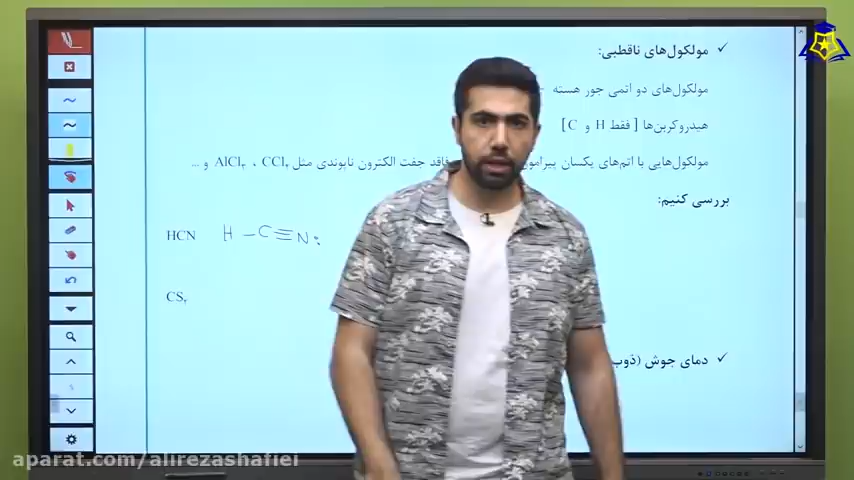 ✓ مولکول‌های ناقطبی:
مولکول‌های دو اتمی جور هسته
هیدروکربن‌ها [ فقط H و C ]
مولکول‌هایی با اتم‌های یکسان پیرامون فاقد جفت الکترون ناپوندی مثل CCl₄ ، AlCl₃ و ...
بررسی کنیم:
HCN H – C ≡ N:
CS₂
✓ دمای جوش (ذوب
aparat.com/alirezashafiei